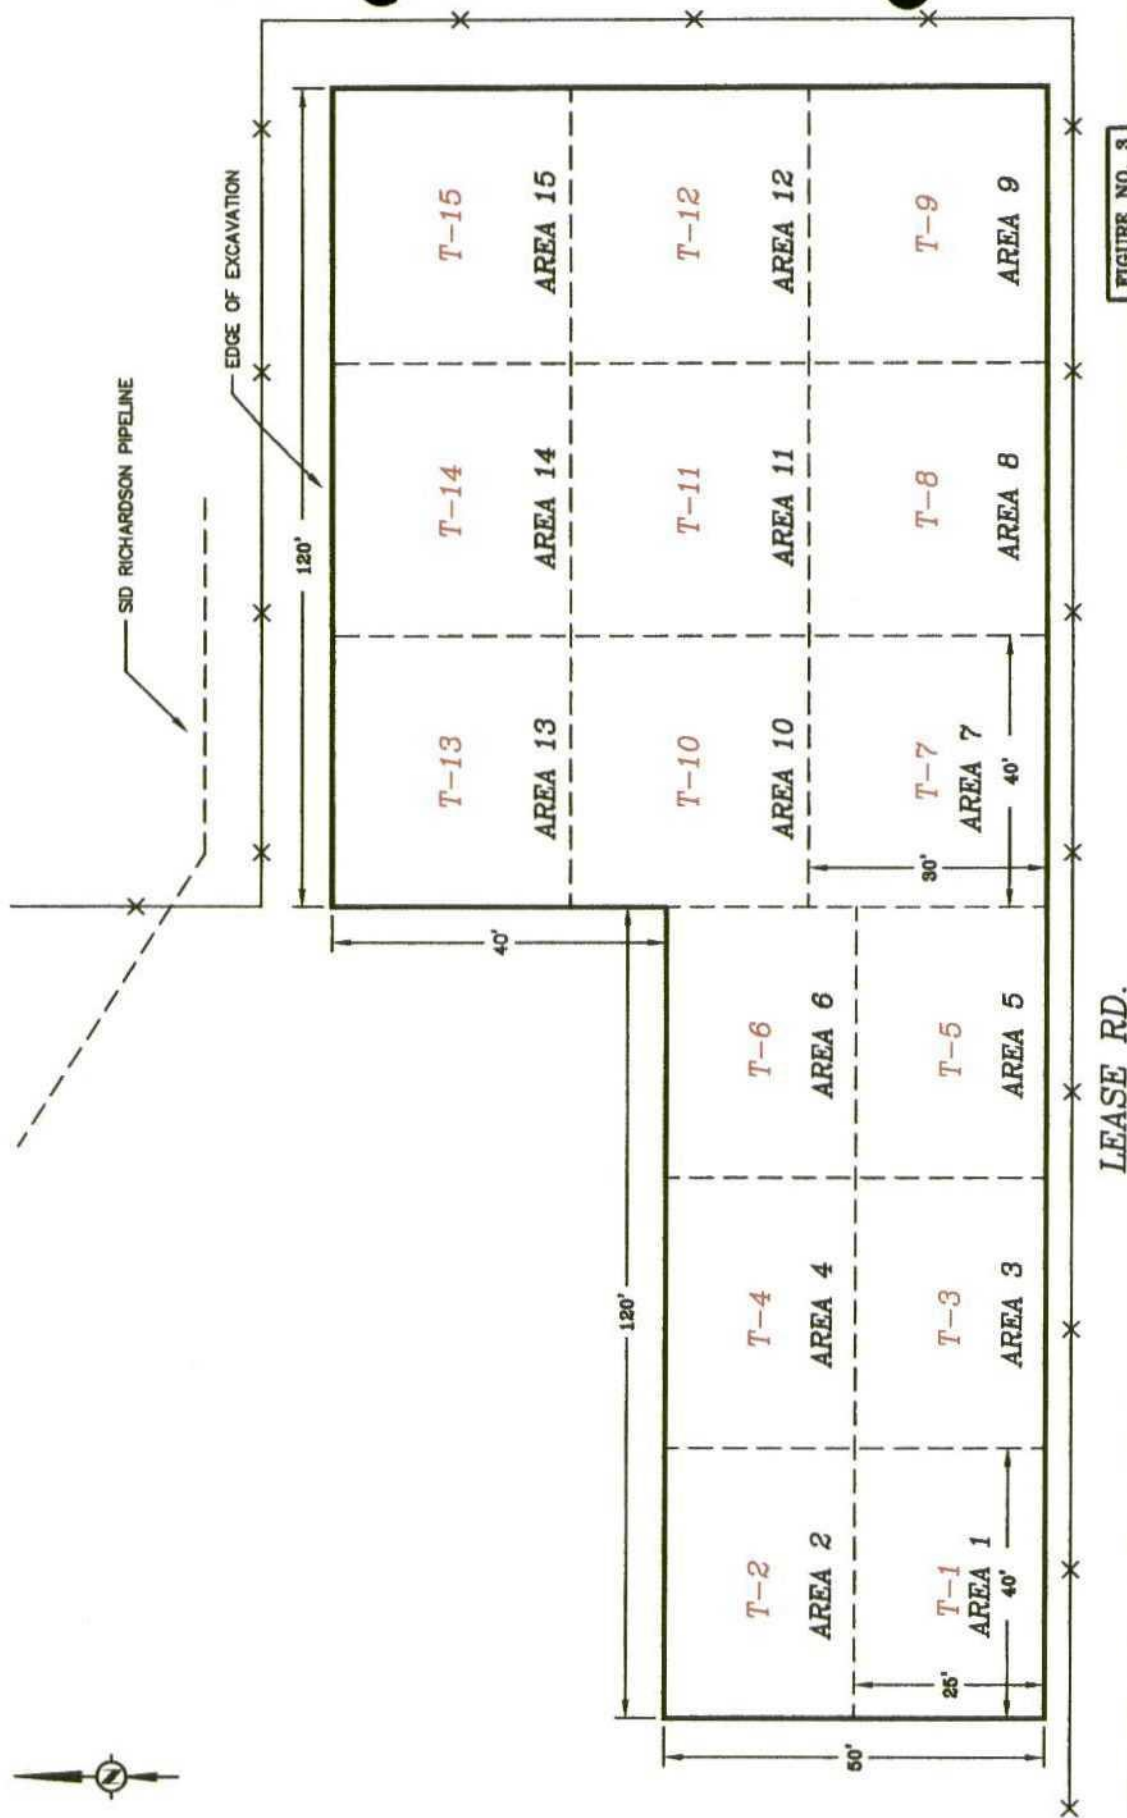 SID RICHARDSON PIPELINE
EDGE OF EXCAVATION
120'
T-13
T-14
T-15
AREA 13
AREA 14
AREA 15
40'
120'
T-10
T-11
T-12
AREA 10
AREA 11
AREA 12
T-2
T-4
T-6
AREA 2
AREA 4
AREA 6
50'
25'
T-1
AREA 1
40'
T-3
AREA 3
T-5
AREA 5
30'
T-7
AREA 7
40'
T-8
AREA 8
T-9
AREA 9
N
LEASE RD.
FIGURE NO. 3